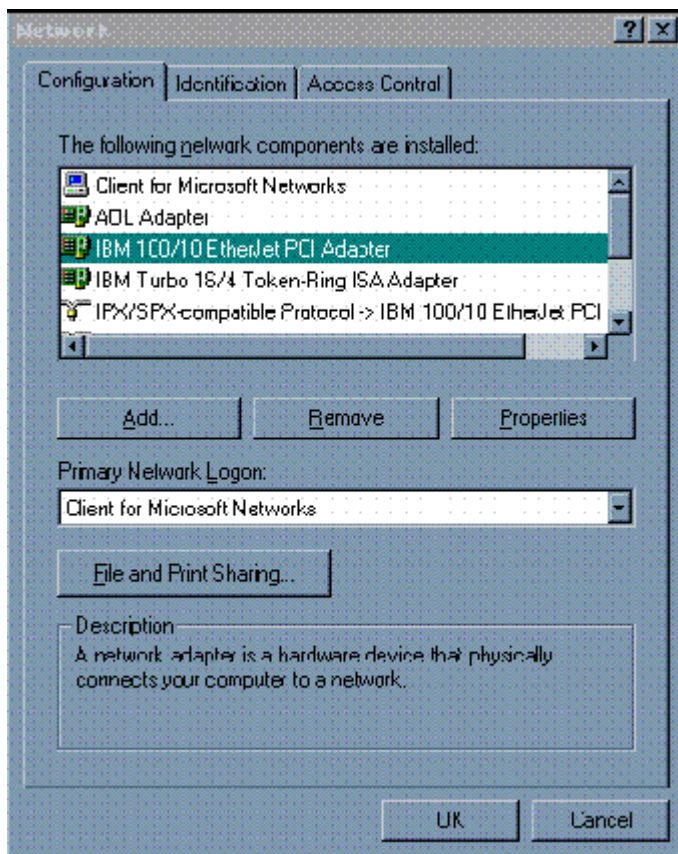 Network
Configuration Identification Access Control
The following network components are installed:
Client for Microsoft Networks
AOL Adapter
IBM 100/10 EtherJet PCI Adapter
IBM Turbo 16/4 Token-Ring ISA Adapter
IPX/SPX-compatible Protocol -> IBM 100/10 EtherJet PCI
Add... Remove Properties
Primary Network Logon:
Client for Microsoft Networks
File and Print Sharing...
Description
A network adapter is a hardware device that physically
connects your computer to a network.
OK Cancel